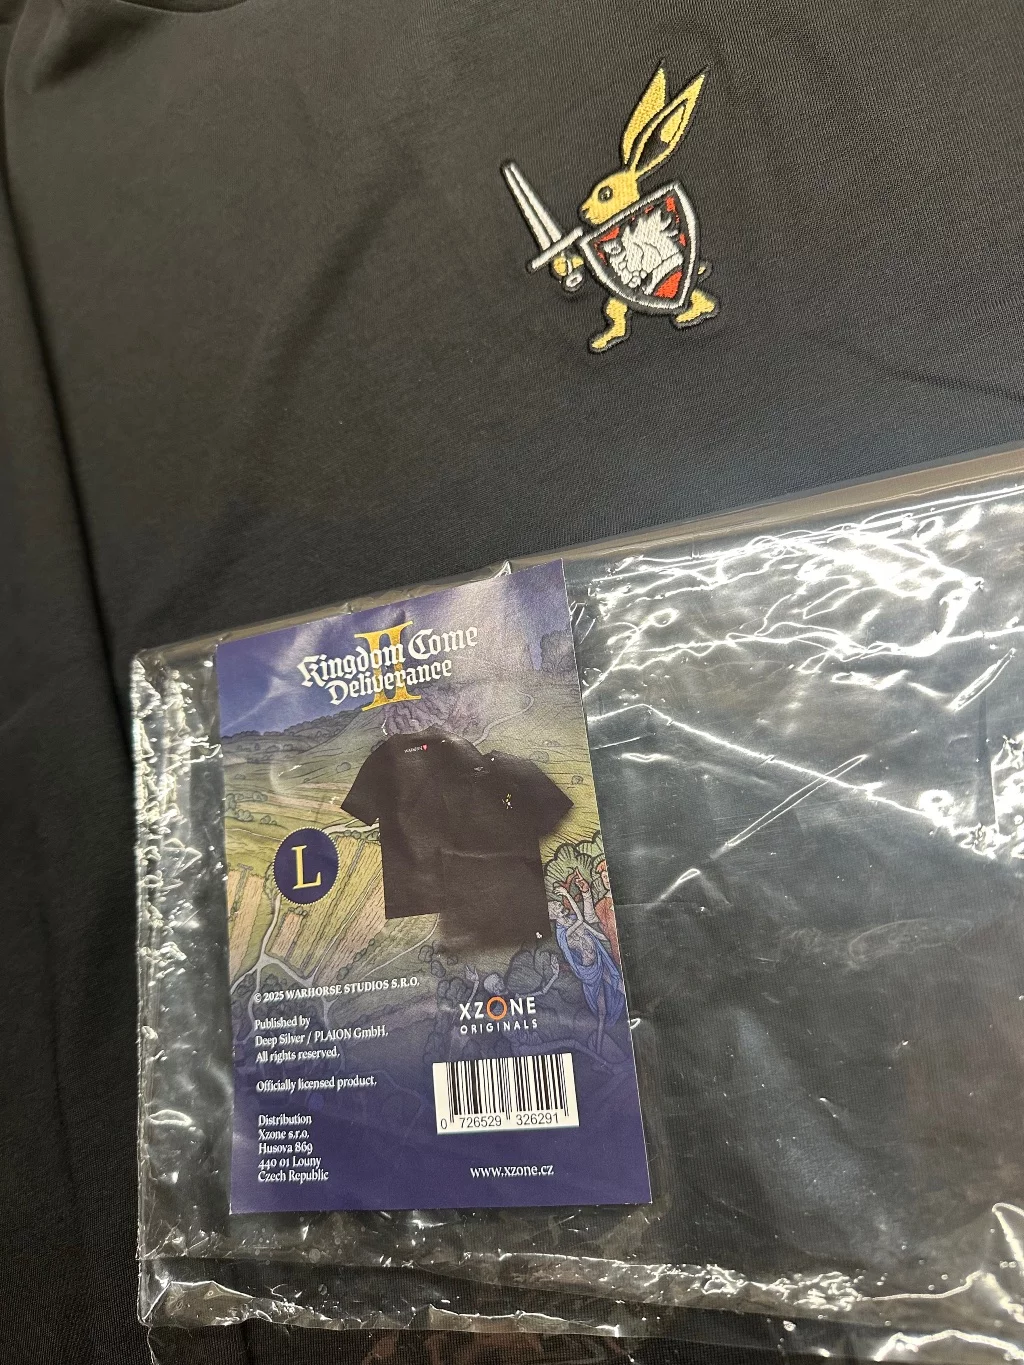 Kingdom Come
Deliverance
II
L
© 2025 WARHORSE STUDIOS S.R.O.
Published by
Deep Silver / PLAION GmbH.
All rights reserved.
Officially licensed product.
Distribution
Xzone s.r.o.
Husova 869
440 01 Louny
Czech Republic
XZONE
ORIGINALS
0 726529 326291
www.xzone.cz